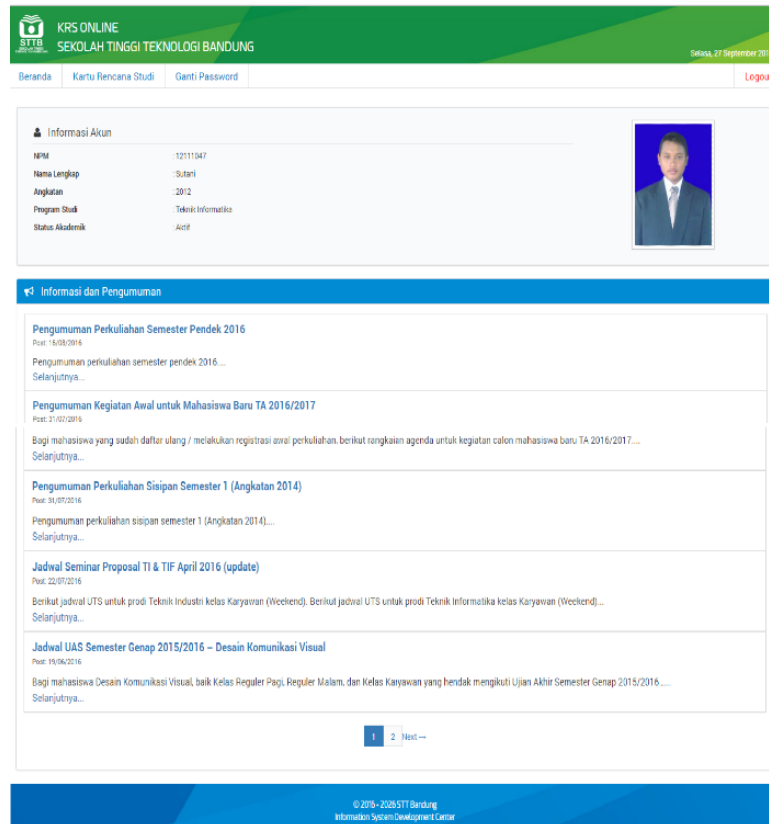 KRS ONLINE
STTB
SEKOLAH TINGGI TEKNOLOGI BANDUNG
Selasa, 27 September 201
Beranda Kartu Rencana Studi Ganti Password Logou
Informasi Akun
NPM :12111047
Nama Lengkap :Sutani
Angkatan :2012
Program Studi :Teknik Informatika
Status Akademik :Aktif
Informasi dan Pengumuman
Pengumuman Perkuliahan Semester Pendek 2016
Post: 16/08/2016
Pengumuman perkuliahan semester pendek 2016....
Selanjutnya...
Pengumuman Kegiatan Awal untuk Mahasiswa Baru TA 2016/2017
Post: 31/07/2016
Bagi mahasiswa yang sudah daftar ulang / melakukan registrasi awal perkuliahan, berikut rangkaian agenda untuk kegiatan calon mahasiswa baru TA 2016/2017....
Selanjutnya...
Pengumuman Perkuliahan Sisipan Semester 1 (Angkatan 2014)
Post: 31/07/2016
Pengumuman perkuliahan sisipan semester 1 (Angkatan 2014)....
Selanjutnya...
Jadwal Seminar Proposal TI & TIF April 2016 (update)
Post: 22/07/2016
Berikut jadwal UTS untuk prodi Teknik Industri kelas Karyawan (Weekend). Berikut jadwal UTS untuk prodi Teknik Informatika kelas Karyawan (Weekend)...
Selanjutnya...
Jadwal UAS Semester Genap 2015/2016 – Desain Komunikasi Visual
Post: 19/06/2016
Bagi mahasiswa Desain Komunikasi Visual, baik Kelas Reguler Pagi, Reguler Malam, dan Kelas Karyawan yang hendak mengikuti Ujian Akhir Semester Genap 2015/2016.....
Selanjutnya...
1 2 Next →
© 2016 - 2026 STT Bandung
Information System Development Center